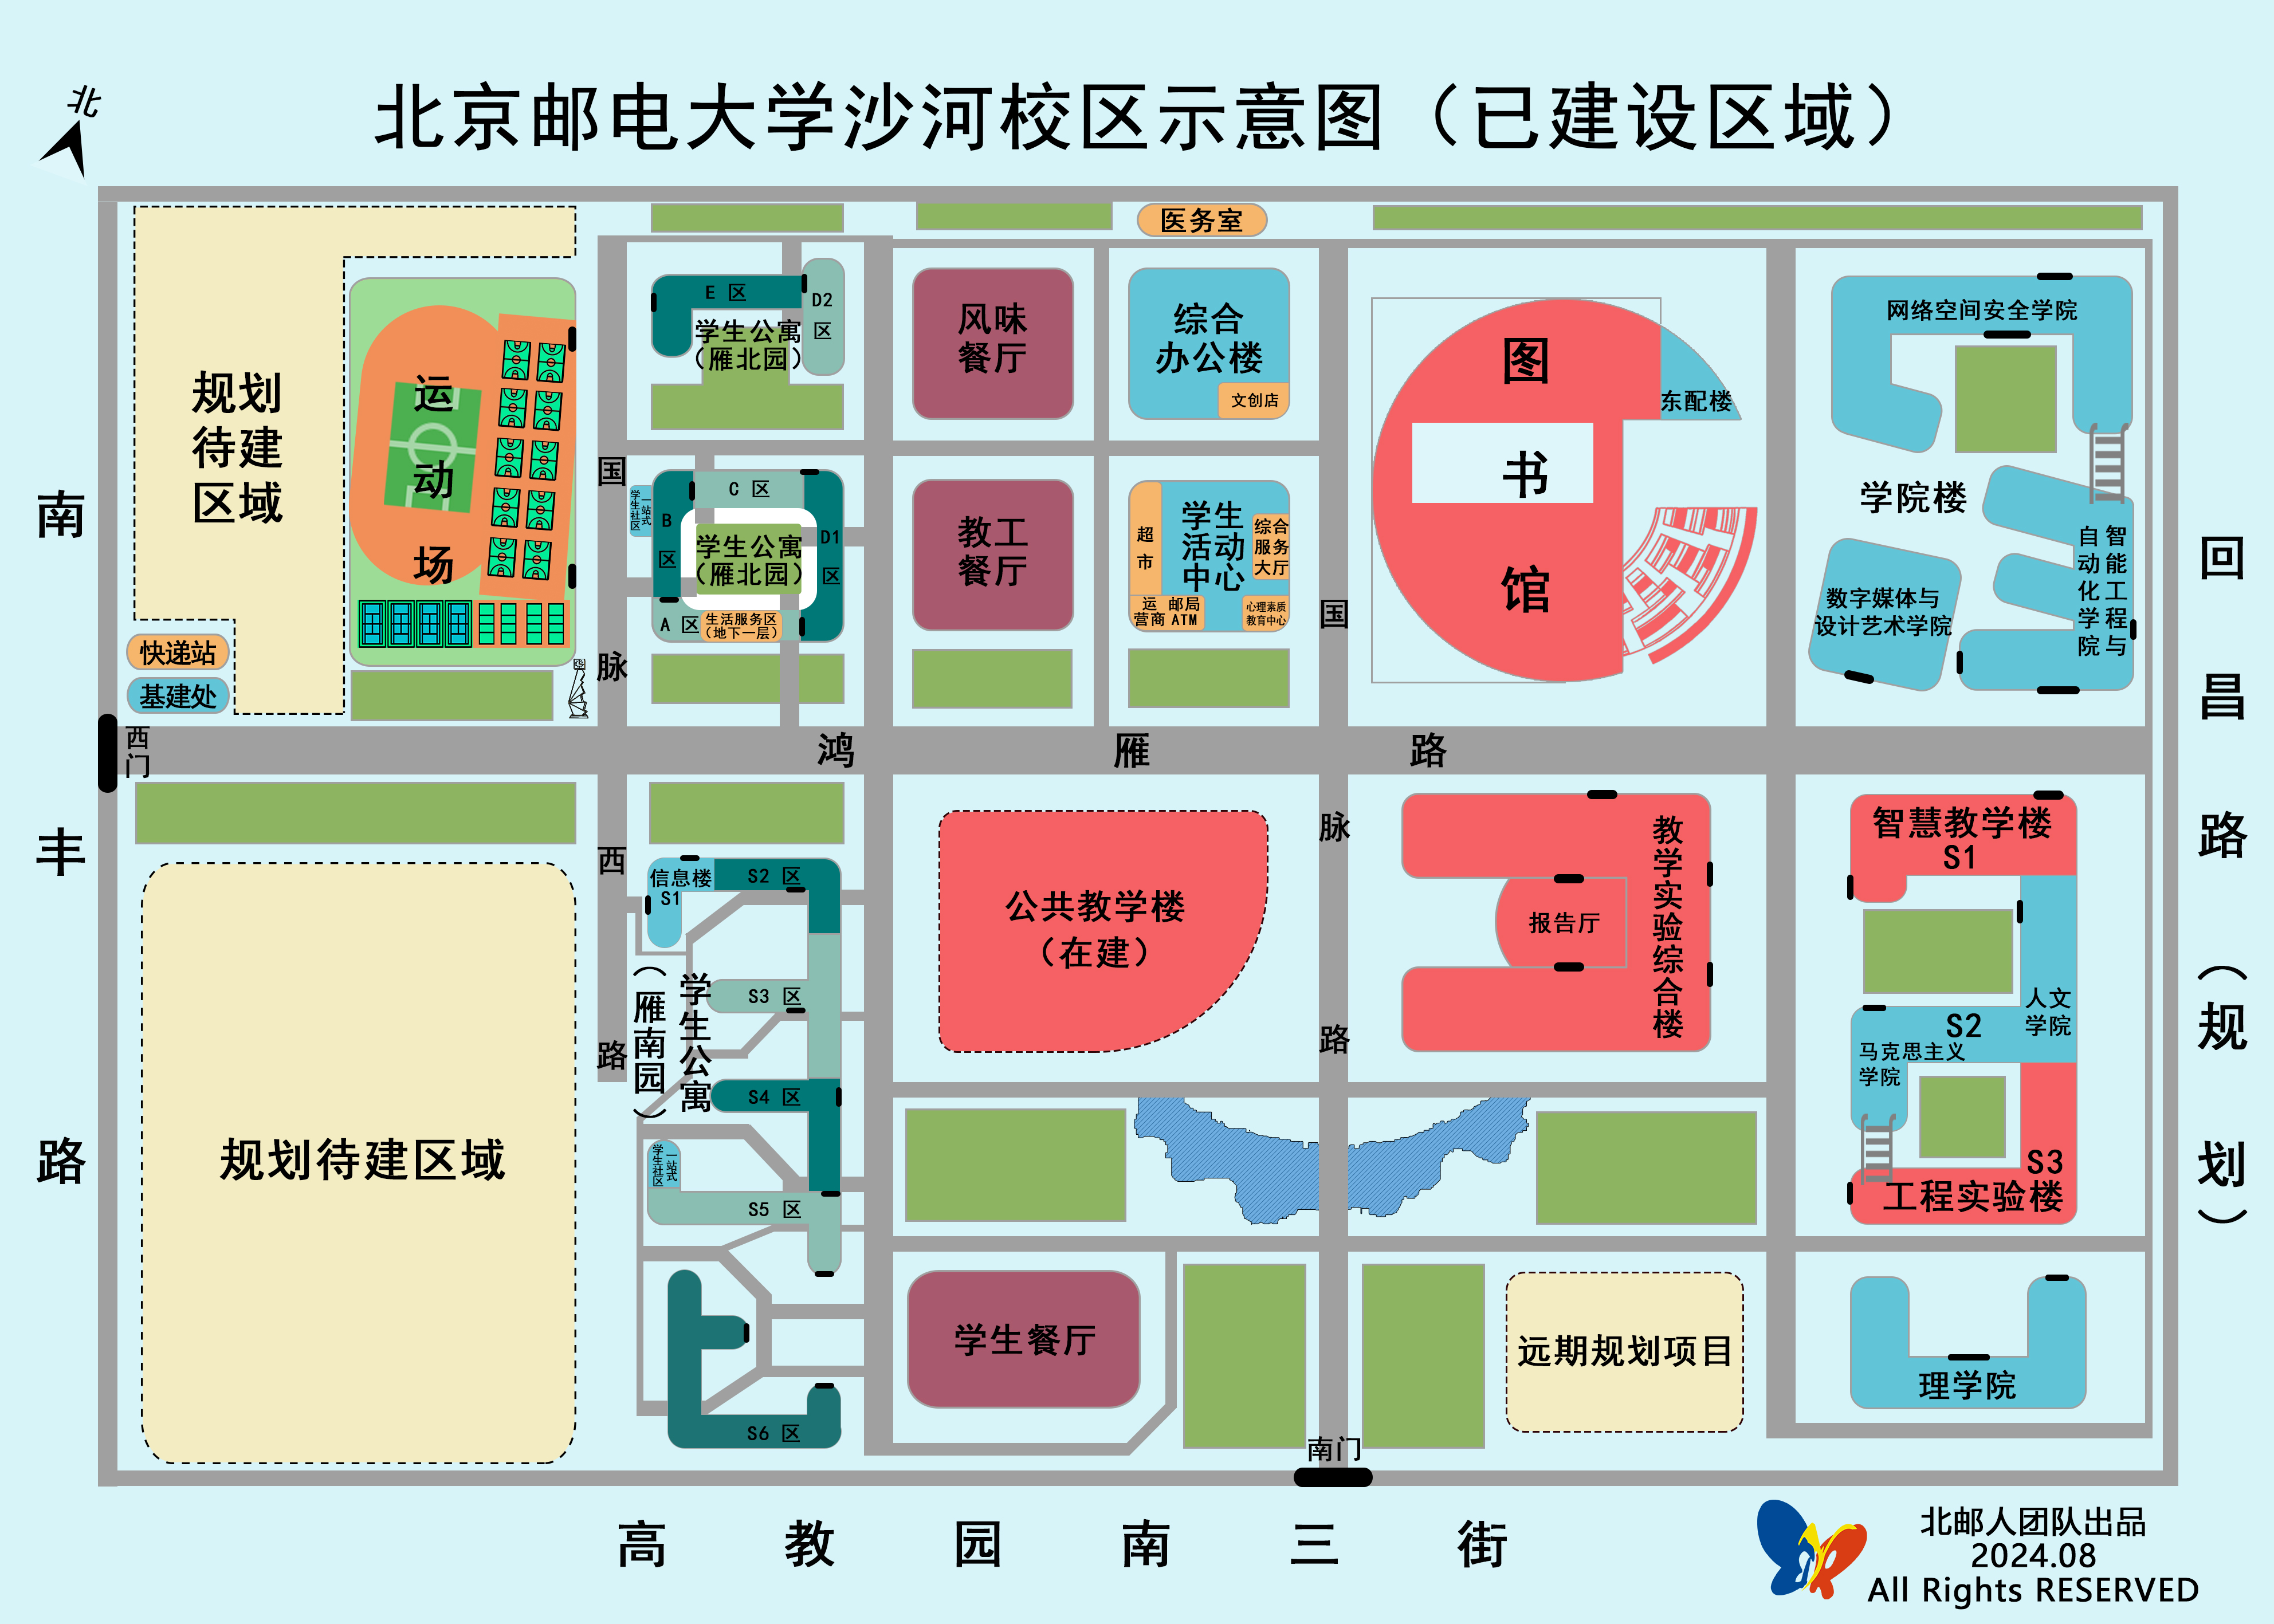 北京邮电大学沙河校区示意图（已建设区域）
北
医务室
规划
待建
区域
运
动
场
快递站
基建处
西
门
E 区
D2
区
学生公寓
（雁北园）
国
脉
西
路
C 区
B
区
D1
区
A 区
学生公寓
（雁北园）
一站式
学生社区
生活服务区
（地下一层）
风味
餐厅
教工
餐厅
综合
办公楼
文创店
学生
活动
中心
超
市
综合
服务
大厅
运 邮局
营商 ATM
心理素质
教育中心
图
书
馆
东配楼
网络空间安全学院
学院楼
数字媒体与
设计艺术学院
智能工程与
自动化学院
鸿 雁 路
国
脉
路
规划待建区域
信息楼
S1
S2 区
S3 区
S4 区
S5 区
S6 区
学生公寓
（雁南园）
一站式
学生社区
公共教学楼
（在建）
教学实验综合楼
报告厅
智慧教学楼
S1
人文
学院
S2
马克思主义
学院
S3
工程实验楼
学生餐厅
远期规划项目
理学院
南门
南丰路
回昌路（规划）
高教园南三街
北邮人团队出品
2024.08
All Rights RESERVED